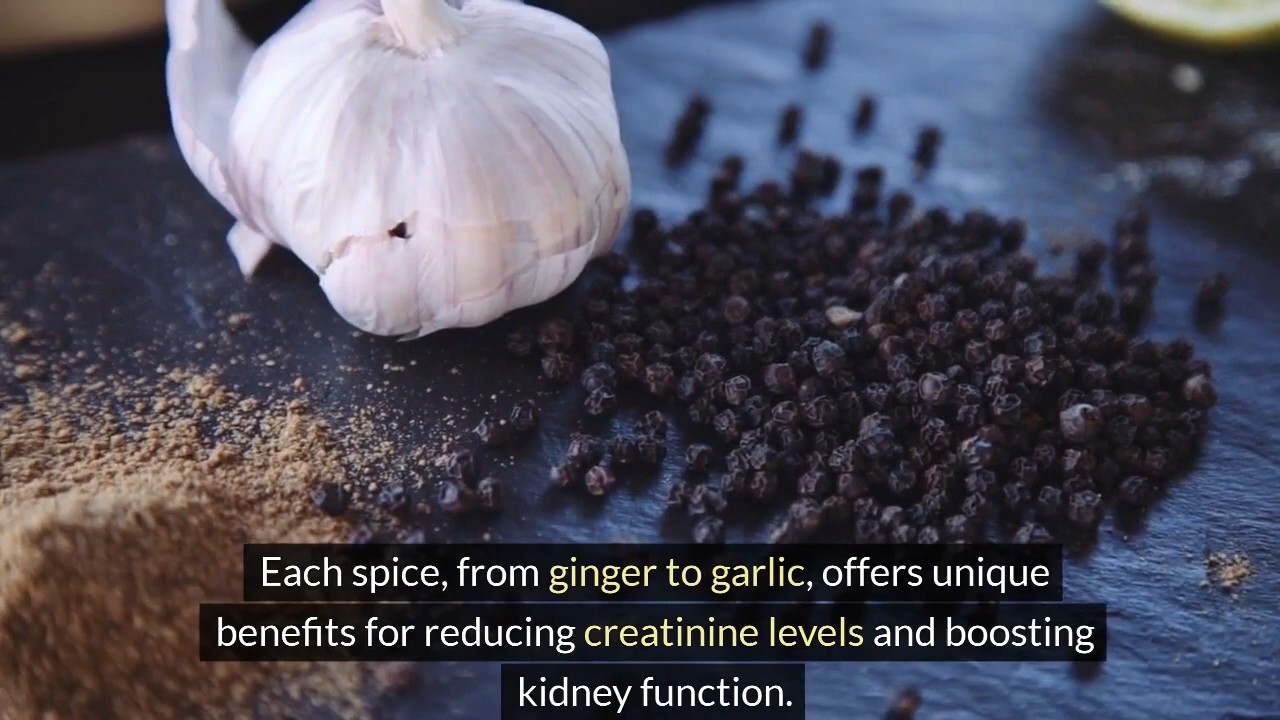 Each spice, from ginger to garlic, offers unique
benefits for reducing creatinine levels and boosting
kidney function.